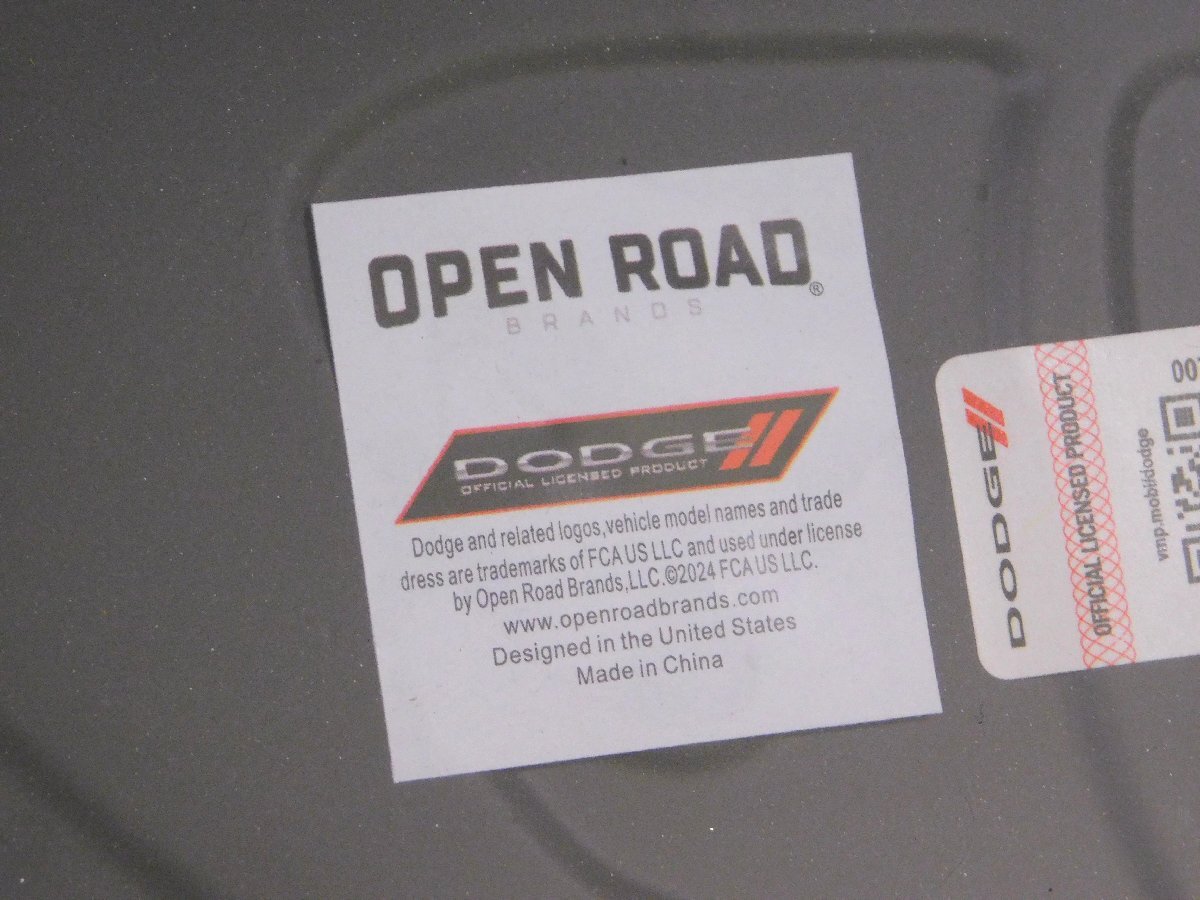 OPEN ROAD®
BRANDS
DODGE
OFFICIAL LICENSED PRODUCT
Dodge and related logos,vehicle model names and trade
dress are trademarks of FCA US LLC and used under license
by Open Road Brands,LLC.©2024 FCA US LLC.
www.openroadbrands.com
Designed in the United States
Made in China
DODGE
OFFICIAL LICENSED PRODUCT
vmp.mobi/dodge